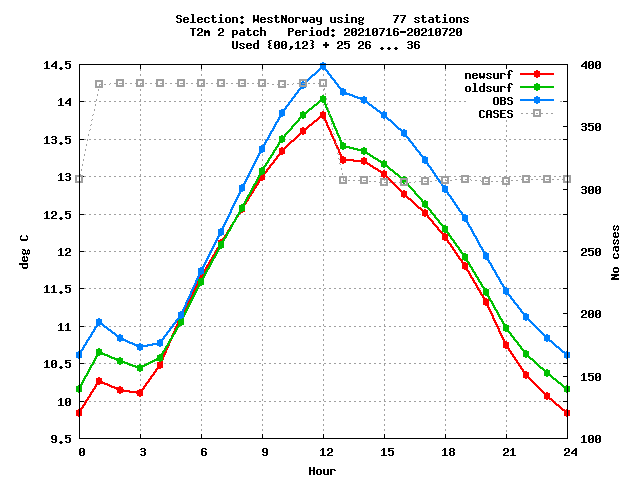 Selection: WestNorway using    77 stations
T2m 2 patch   Period: 20210716-20210720
Used {00,12} + 25 26 ... 36
newsurf
oldsurf
OBS
CASES
14.5
14
13.5
13
12.5
12
11.5
11
10.5
10
9.5
deg C
400
350
300
250
200
150
100
No cases
0 3 6 9 12 15 18 21 24
Hour